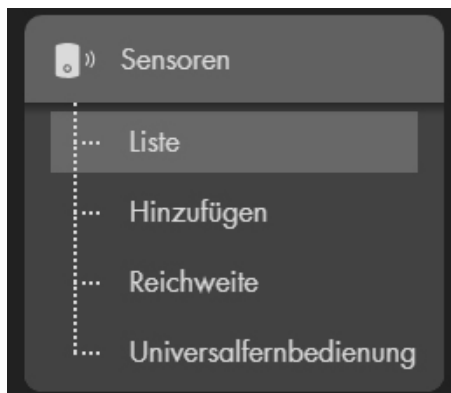 Sensoren
Liste
Hinzufügen
Reichweite
Universalfernbedienung